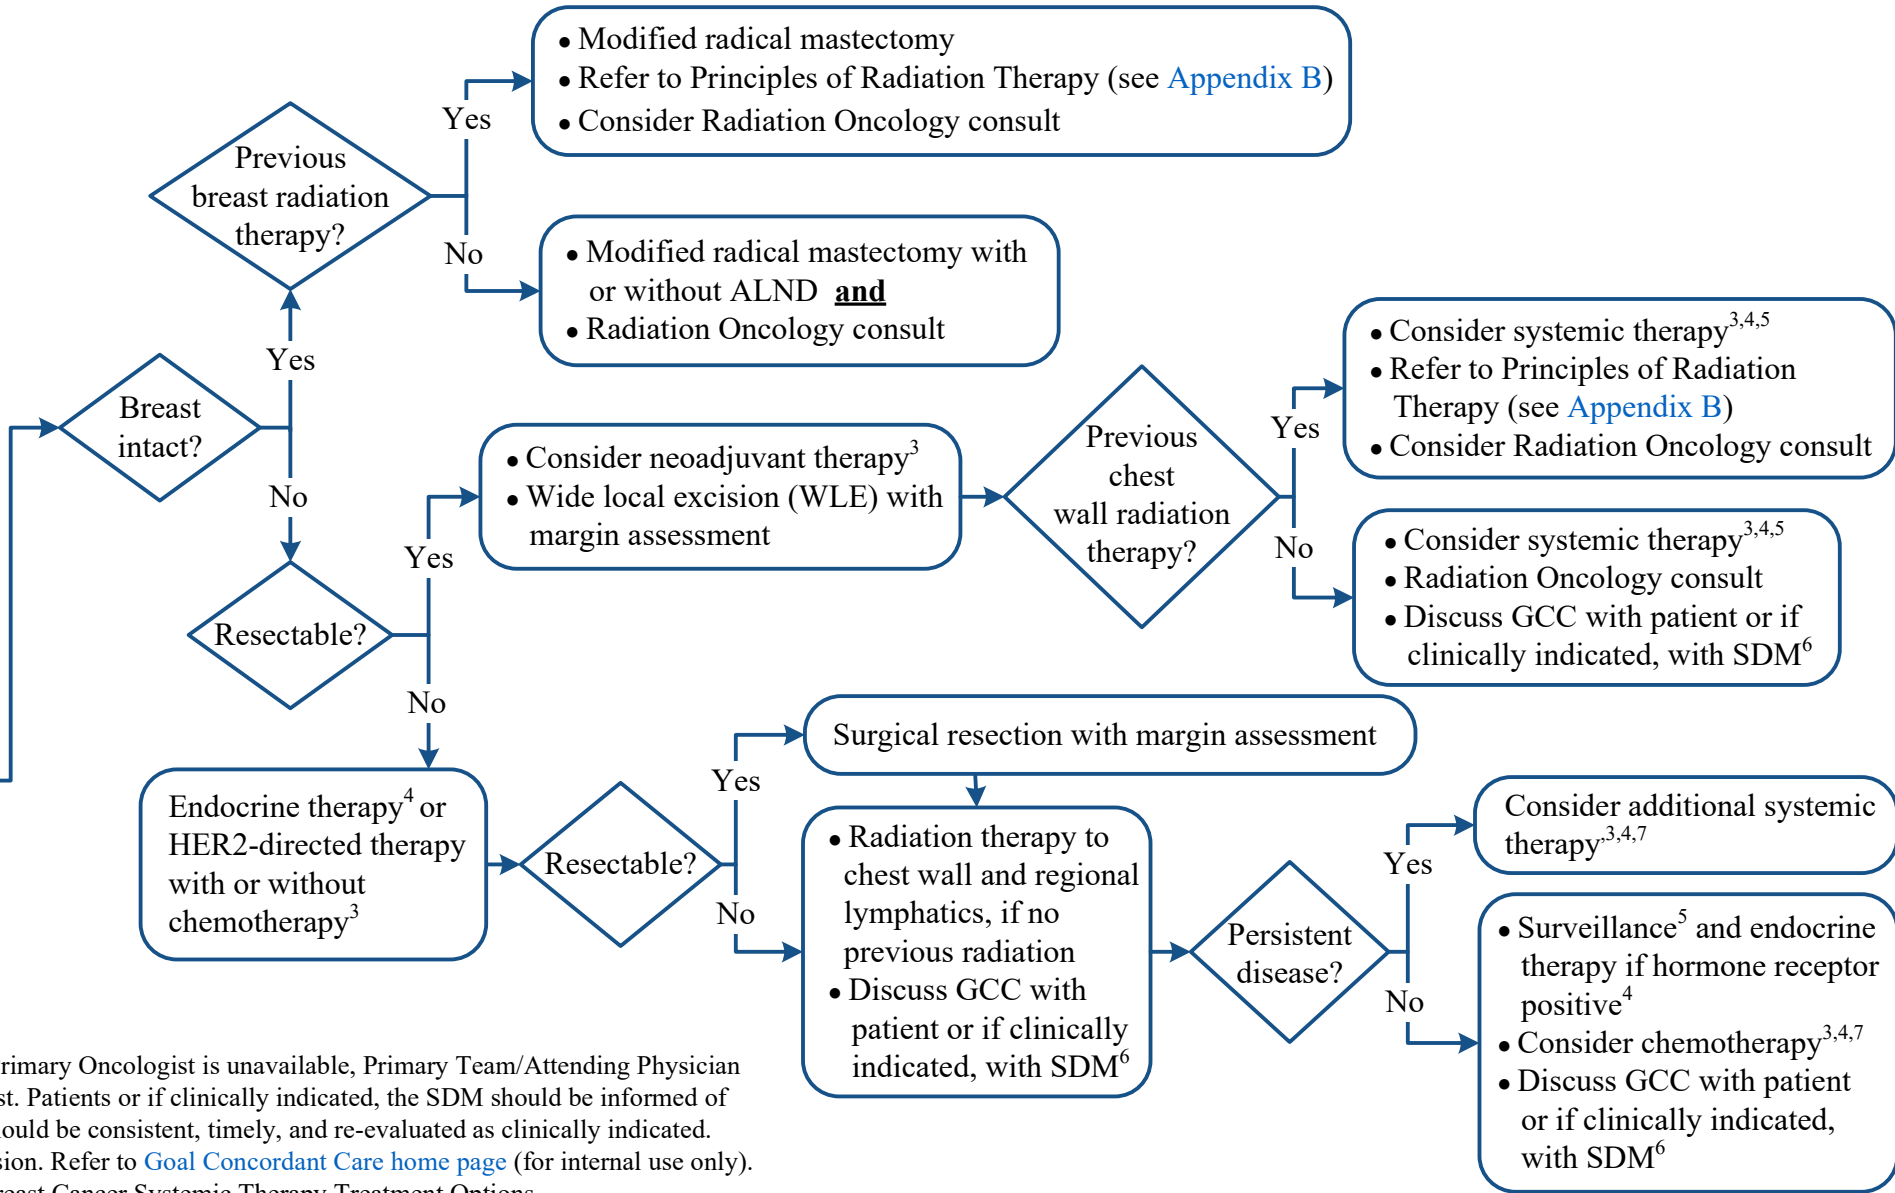 • Modified radical mastectomy
• Refer to Principles of Radiation Therapy (see Appendix B)
• Consider Radiation Oncology consult
Yes
Previous
breast radiation
therapy?
No
• Modified radical mastectomy with
or without ALND and
• Radiation Oncology consult
Yes
Breast
intact?
No
• Consider neoadjuvant therapy3
• Wide local excision (WLE) with
margin assessment
Previous
chest
wall radiation
therapy?
Yes
• Consider systemic therapy3,4,5
• Refer to Principles of Radiation
Therapy (see Appendix B)
• Consider Radiation Oncology consult
No
• Consider systemic therapy3,4,5
• Radiation Oncology consult
• Discuss GCC with patient or if
clinically indicated, with SDM6
Yes
Resectable?
No
Endocrine therapy4 or
HER2-directed therapy
with or without
chemotherapy3
Resectable?
Yes
Surgical resection with margin assessment
No
• Radiation therapy to
chest wall and regional
lymphatics, if no
previous radiation
• Discuss GCC with
patient or if clinically
indicated, with SDM6
Persistent
disease?
Yes
Consider additional systemic
therapy,3,4,7
No
• Surveillance5 and endocrine
therapy if hormone receptor
positive4
• Consider chemotherapy3,4,7
• Discuss GCC with patient
or if clinically indicated,
with SDM6
Primary Oncologist is unavailable, Primary Team/Attending Physician
st. Patients or if clinically indicated, the SDM should be informed of
ould be consistent, timely, and re-evaluated as clinically indicated.
sion. Refer to Goal Concordant Care home page (for internal use only).
reast Cancer Systemic Therapy Treatment Options